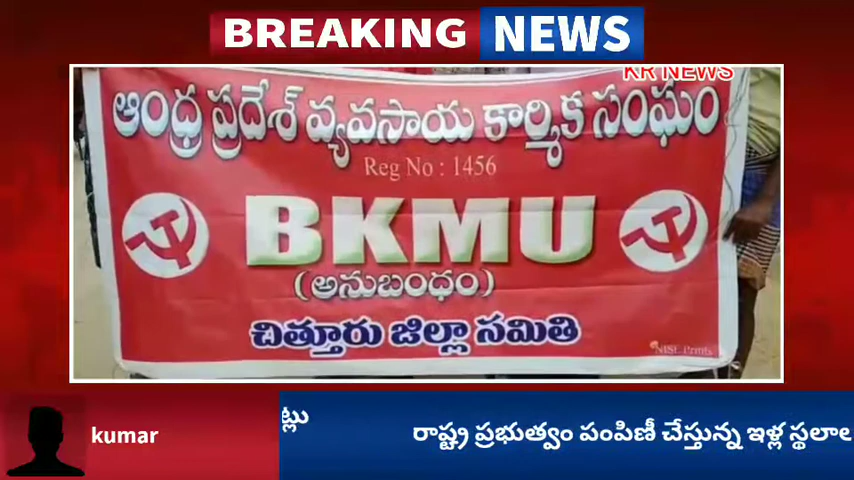 BREAKING NEWS
KR NEWS
ఆంధ్ర ప్రదేశ్ వ్యవసాయ కార్మిక సంఘం
Reg No : 1456
BKMU
(అనుబంధం)
చిత్తూరు జిల్లా సమితి
kumar
ట్లు
రాష్ట్ర ప్రభుత్వం పంపిణీ చేస్తున్న ఇళ్ల స్థలాల